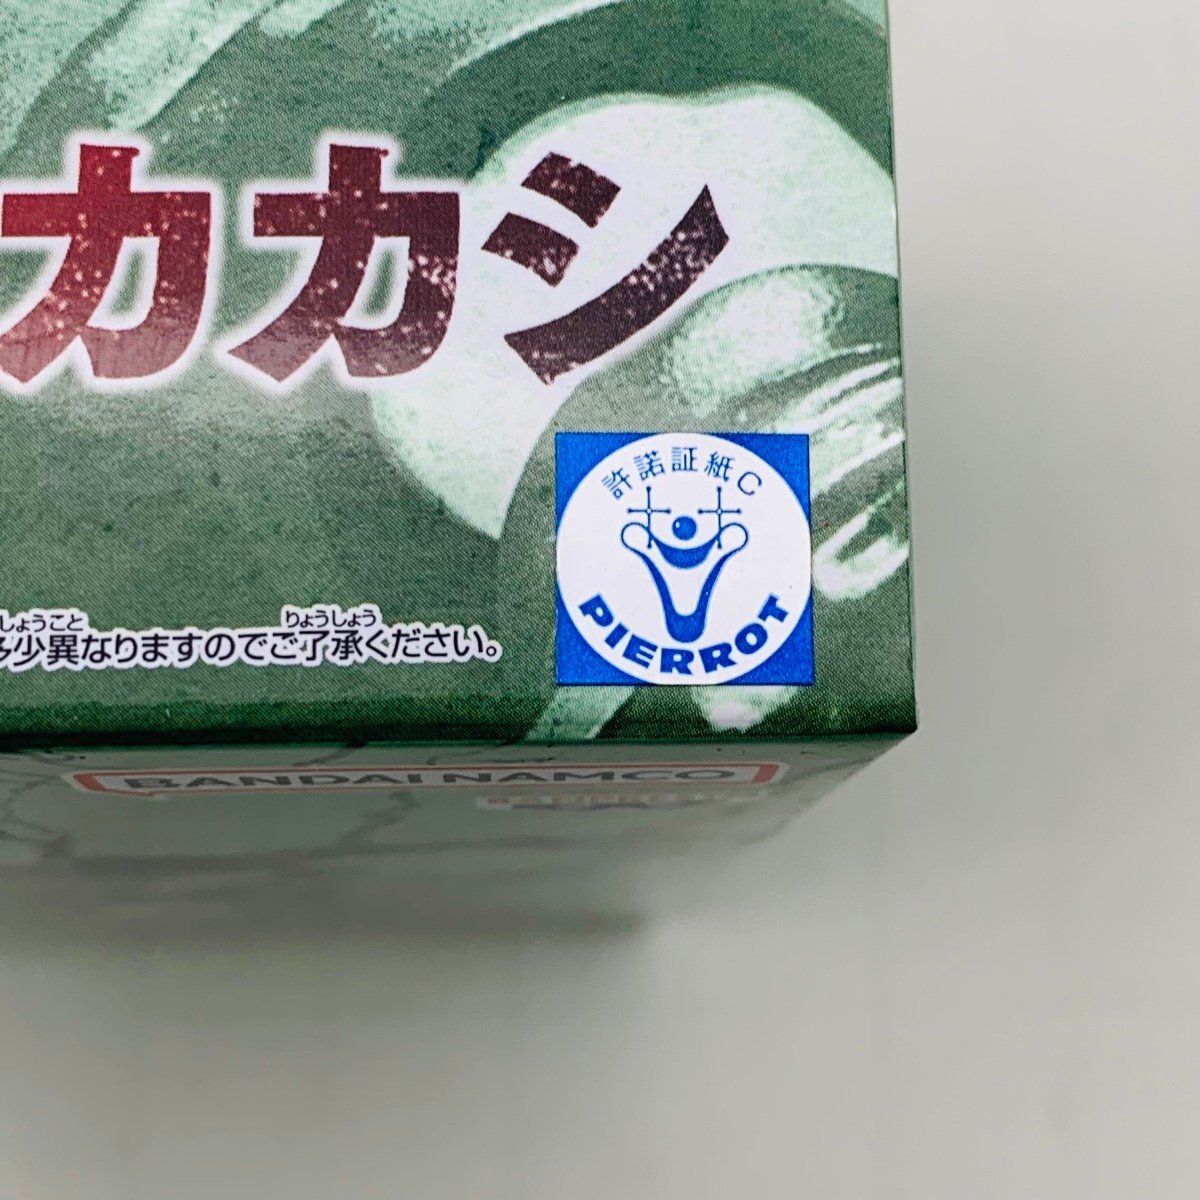 カカシ
許諾証紙C
PIERROT
しょうこと りょうしょう
多少異なりますのでご了承ください。
BANDAI NAMCO